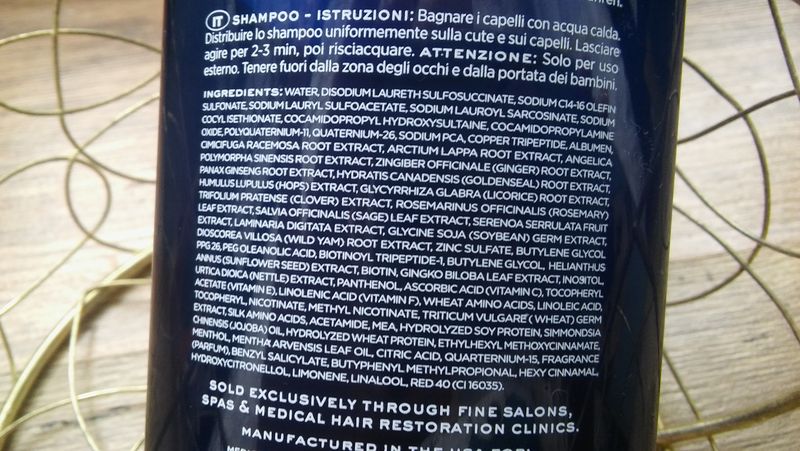 IT SHAMPOO – ISTRUZIONI: Bagnare i capelli con acqua calda.
Distribuire lo shampoo uniformemente sulla cute e sui capelli. Lasciare
agire per 2-3 min, poi risciacquare. ATTENZIONE: Solo per uso
esterno. Tenere fuori dalla zona degli occhi e dalla portata dei bambini.
INGREDIENTS: WATER, DISODIUM LAURETH SULFOSUCCINATE, SODIUM C14-16 OLEFIN
SULFONATE, SODIUM LAURYL SULFOACETATE, SODIUM LAUROYL SARCOSINATE, SODIUM
COCYL ISETHIONATE, COCAMIDOPROPYL HYDROXYSULTAINE, COCAMIDOPROPYLAMINE
OXIDE, POLYQUATERNIUM-11, QUATERNIUM-26, SODIUM PCA, COPPER TRIPEPTIDE, ALBUMEN,
CIMICIFUGA RACEMOSA ROOT EXTRACT, ARCTIUM LAPPA ROOT EXTRACT, ANGELICA
POLYMORPHA SINENSIS ROOT EXTRACT, ZINGIBER OFFICINALE (GINGER) ROOT EXTRACT,
PANAX GINSENG ROOT EXTRACT, HYDRATIS CANADENSIS (GOLDENSEAL) ROOT EXTRACT,
HUMULUS LUPULUS (HOPS) EXTRACT, GLYCYRRHIZA GLABRA (LICORICE) ROOT EXTRACT,
TRIFOLIUM PRATENSE (CLOVER) EXTRACT, ROSEMARINUS OFFICINALIS (ROSEMARY)
LEAF EXTRACT, SALVIA OFFICINALIS (SAGE) LEAF EXTRACT, SERENOA SERRULATA FRUIT
EXTRACT, LAMINARIA DIGITATA EXTRACT, GLYCINE SOJA (SOYBEAN) GERM EXTRACT,
DIOSCOREA VILLOSA (WILD YAM) ROOT EXTRACT, ZINC SULFATE, BUTYLENE GLYCOL
PPG 26, PEG OLEANOLIC ACID, BIOTINOYL TRIPEPTIDE-1, BUTYLENE GLYCOL, HELIANTHUS
ANNUS (SUNFLOWER SEED) EXTRACT, BIOTIN, GINGKO BILOBA LEAF EXTRACT, INOSITOL
URTICA DIOICA (NETTLE) EXTRACT, PANTHENOL, ASCORBIC ACID (VITAMIN C), TOCOPHERYL
ACETATE (VITAMIN E), LINOLENIC ACID (VITAMIN F), WHEAT AMINO ACIDS, LINOLEIC ACID,
TOCOPHERYL, NICOTINATE, METHYL NICOTINATE, TRITICUM VULGARE (WHEAT) GERM
EXTRACT, SILK AMINO ACIDS, ACETAMIDE, MEA, HYDROLYZED SOY PROTEIN, SIMMONDSIA
CHINENSIS (JOJOBA) OIL, HYDROLYZED WHEAT PROTEIN, ETHYLHEXYL METHOXYCINNAMATE,
MENTHOL, MENTHA ARVENSIS LEAF OIL, CITRIC ACID, QUARTERNIUM-15, FRAGRANCE
(PARFUM), BENZYL SALICYLATE, BUTYPHENYL METHYLPROPIONAL, HEXY CINNAMAL,
HYDROXYCITRONELLOL, LIMONENE, LINALOOL, RED 40 (CI 16035).
SOLD EXCLUSIVELY THROUGH FINE SALONS,
SPAS & MEDICAL HAIR RESTORATION CLINICS.
MANUFACTURED IN THE USA FOR: